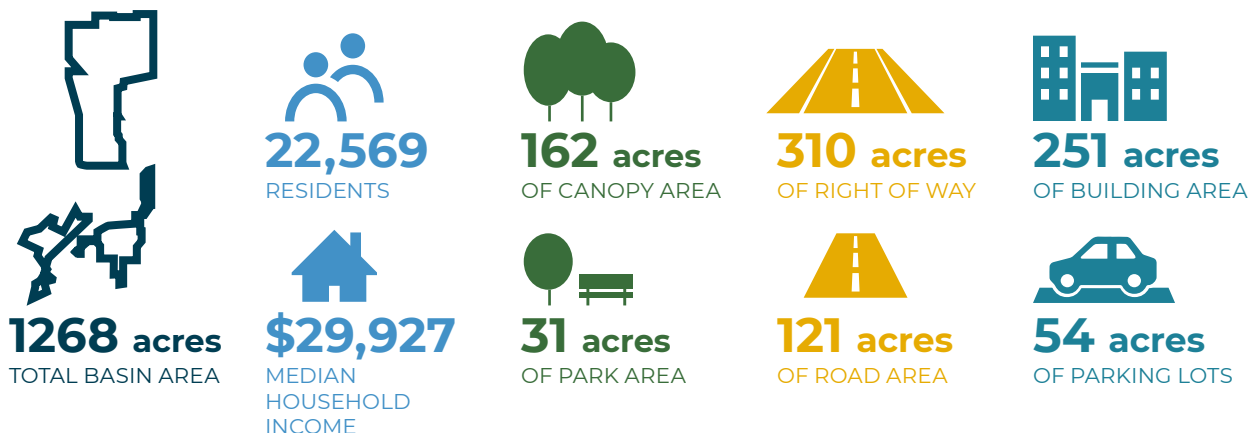 22,569
RESIDENTS
162 acres
OF CANOPY AREA
310 acres
OF RIGHT OF WAY
251 acres
OF BUILDING AREA
1268 acres
TOTAL BASIN AREA
$29,927
MEDIAN
HOUSEHOLD
INCOME
31 acres
OF PARK AREA
121 acres
OF ROAD AREA
54 acres
OF PARKING LOTS